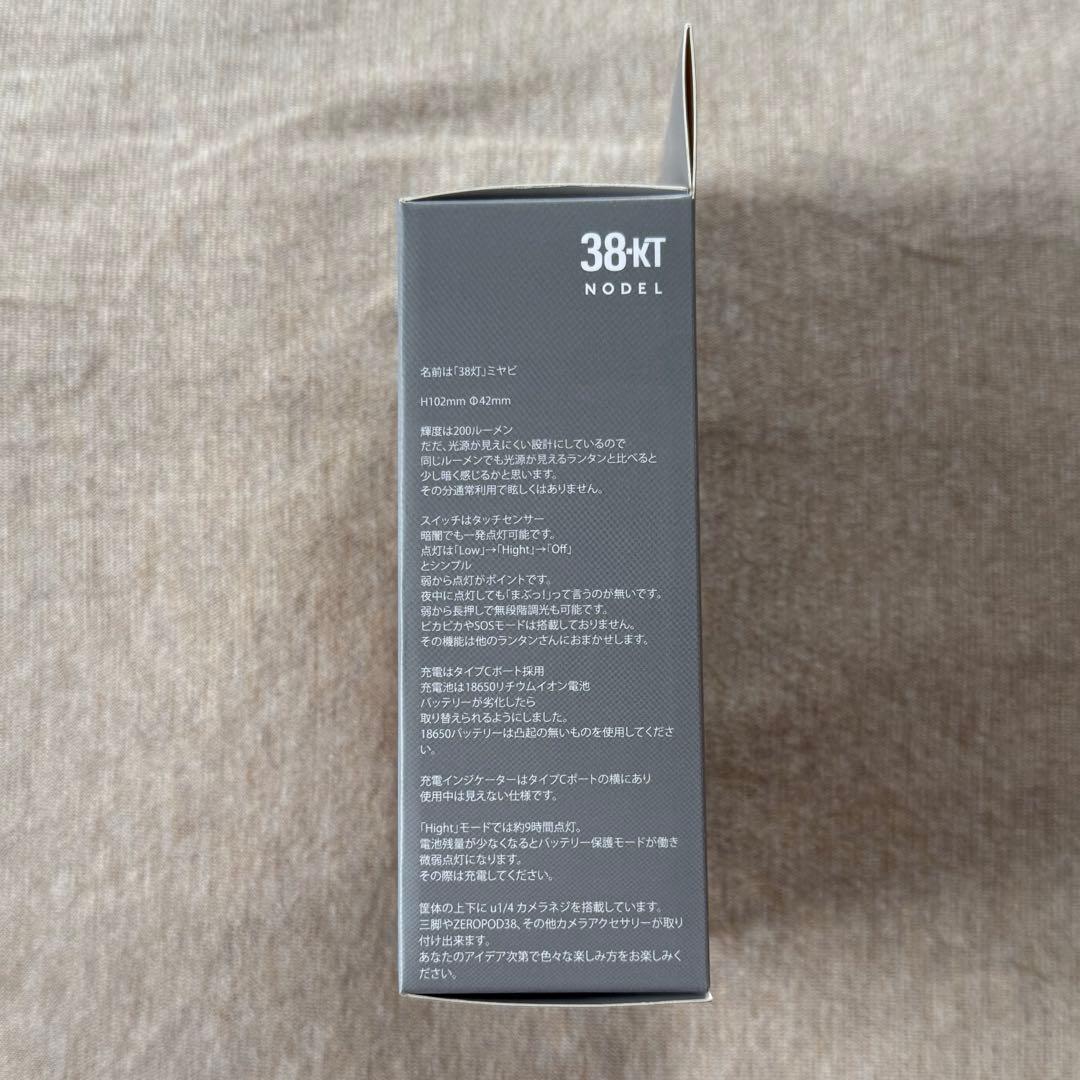 38-KT
NODEL
名前は「38灯」ミヤビ
H102mm Φ42mm
輝度は200ルーメン
だだ、光源が見えにくい設計にしているので
同じルーメンでも光源が見えるランタンと比べると
少し暗く感じるかと思います。
その分通常利用で眩しくはありません。
スイッチはタッチセンサー
暗闇でも一発点灯可能です。
点灯は「Low」→「Hight」→「Off」
とシンプル
弱から点灯がポイントです。
夜中に点灯しても「まぶっ!」って言うのが無いです。
弱から長押しで無段階調光も可能です。
ピカピカやSOSモードは搭載しておりません。
その機能は他のランタンさんにおまかせします。
充電はタイプCポート採用
充電池は18650リチウムイオン電池
バッテリーが劣化したら
取り替えられるようにしました。
18650バッテリーは凸起の無いものを使用してくださ
い。
充電インジケーターはタイプCポートの横にあり
使用中は見えない仕様です。
「Hight」モードでは約9時間点灯。
電池残量が少なくなるとバッテリー保護モードが働き
微弱点灯になります。
その際は充電してください。
筐体の上下に u1/4 カメラネジを搭載しています。
三脚やZEROPOD38、その他カメラアクセサリーが取り
付け出来ます。
あなたのアイデア次第で色々な楽しみ方をお楽しみく
ださい。